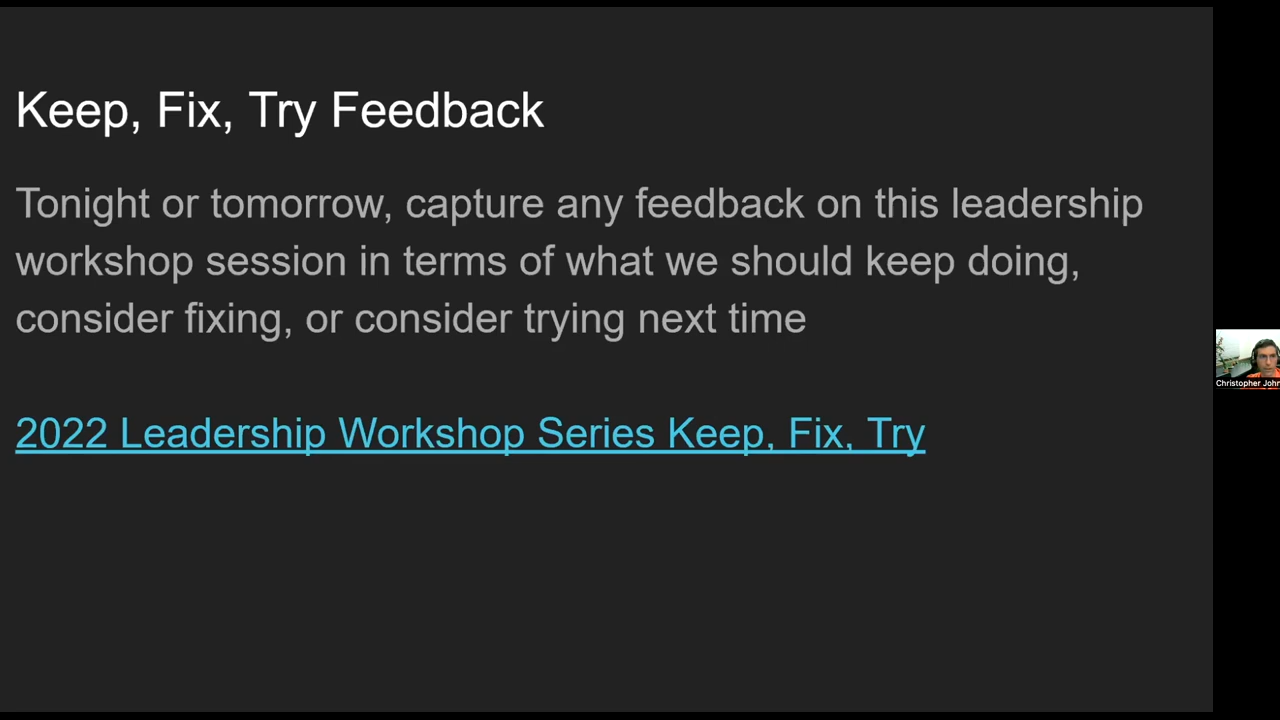 Keep, Fix, Try Feedback
Tonight or tomorrow, capture any feedback on this leadership
workshop session in terms of what we should keep doing,
consider fixing, or consider trying next time
2022 Leadership Workshop Series Keep, Fix, Try
Christopher John